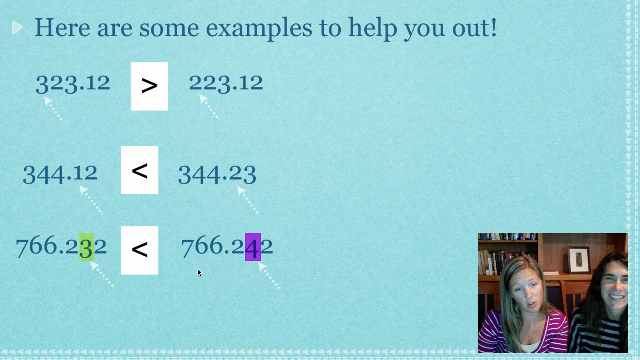 Here are some examples to help you out!
323.12 > 223.12
344.12 < 344.23
766.232 < 766.242